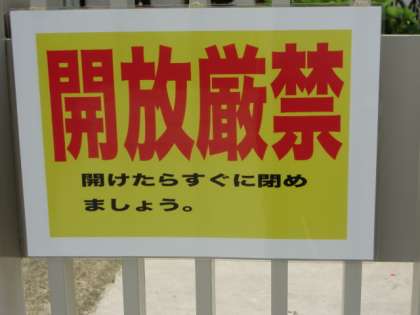 開放厳禁
開けたらすぐに閉め
ましょう。